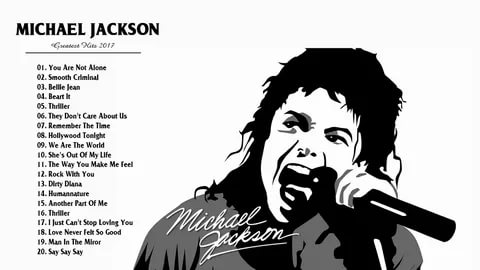 MICHAEL JACKSON
Greatest Hits 2017
01. You Are Not Alone
02. Smooth Criminal
03. Bellie Jean
04. Beart It
05. Thriller
06. They Don't Care About Us
07. Remember The Time
08. Hollywood Tonight
09. We Are The World
10. She's Out Of My Life
11. The Way You Make Me Feel
12. Rock With You
13. Dirty Diana
14. Humannature
15. Another Part Of Me
16. Thriller
17. I Just Can't Stop Loving You
18. Love Never Felt So Good
19. Man In The Miror
20. Say Say Say
Michael
Jackson